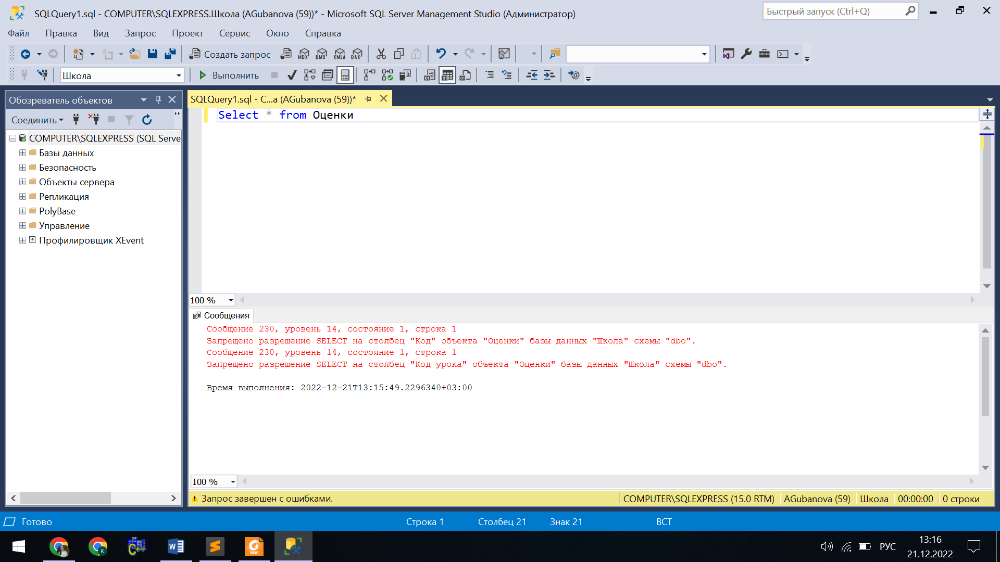 SQLQuery1.sql - COMPUTER\SQLEXPRESS.Школа (AGubanova (59))* - Microsoft SQL Server Management Studio (Администратор)
Быстрый запуск (Ctrl+Q)
Файл Правка Вид Запрос Проект Сервис Окно Справка
Создать запрос MDX DMX XMLA DAX
Школа Выполнить
Обозреватель объектов
SQLQuery1.sql - C...a (AGubanova (59))*
Соединить
Select * from Оценки
COMPUTER\SQLEXPRESS (SQL Serve
Базы данных
Безопасность
Объекты сервера
Репликация
PolyBase
Управление
Профилировщик XEvent
100 %
Сообщения
Сообщение 230, уровень 14, состояние 1, строка 1
Запрещено разрешение SELECT на столбец "Код" объекта "Оценки" базы данных "Школа" схемы "dbo".
Сообщение 230, уровень 14, состояние 1, строка 1
Запрещено разрешение SELECT на столбец "Код урока" объекта "Оценки" базы данных "Школа" схемы "dbo".
Время выполнения: 2022-12-21T13:15:49.2296340+03:00
100 %
Запрос завершен с ошибками. COMPUTER\SQLEXPRESS (15.0 RTM) AGubanova (59) Школа 00:00:00 0 строки
Готово Строка 1 Столбец 21 Знак 21 ВСТ
РУС
13:16
21.12.2022